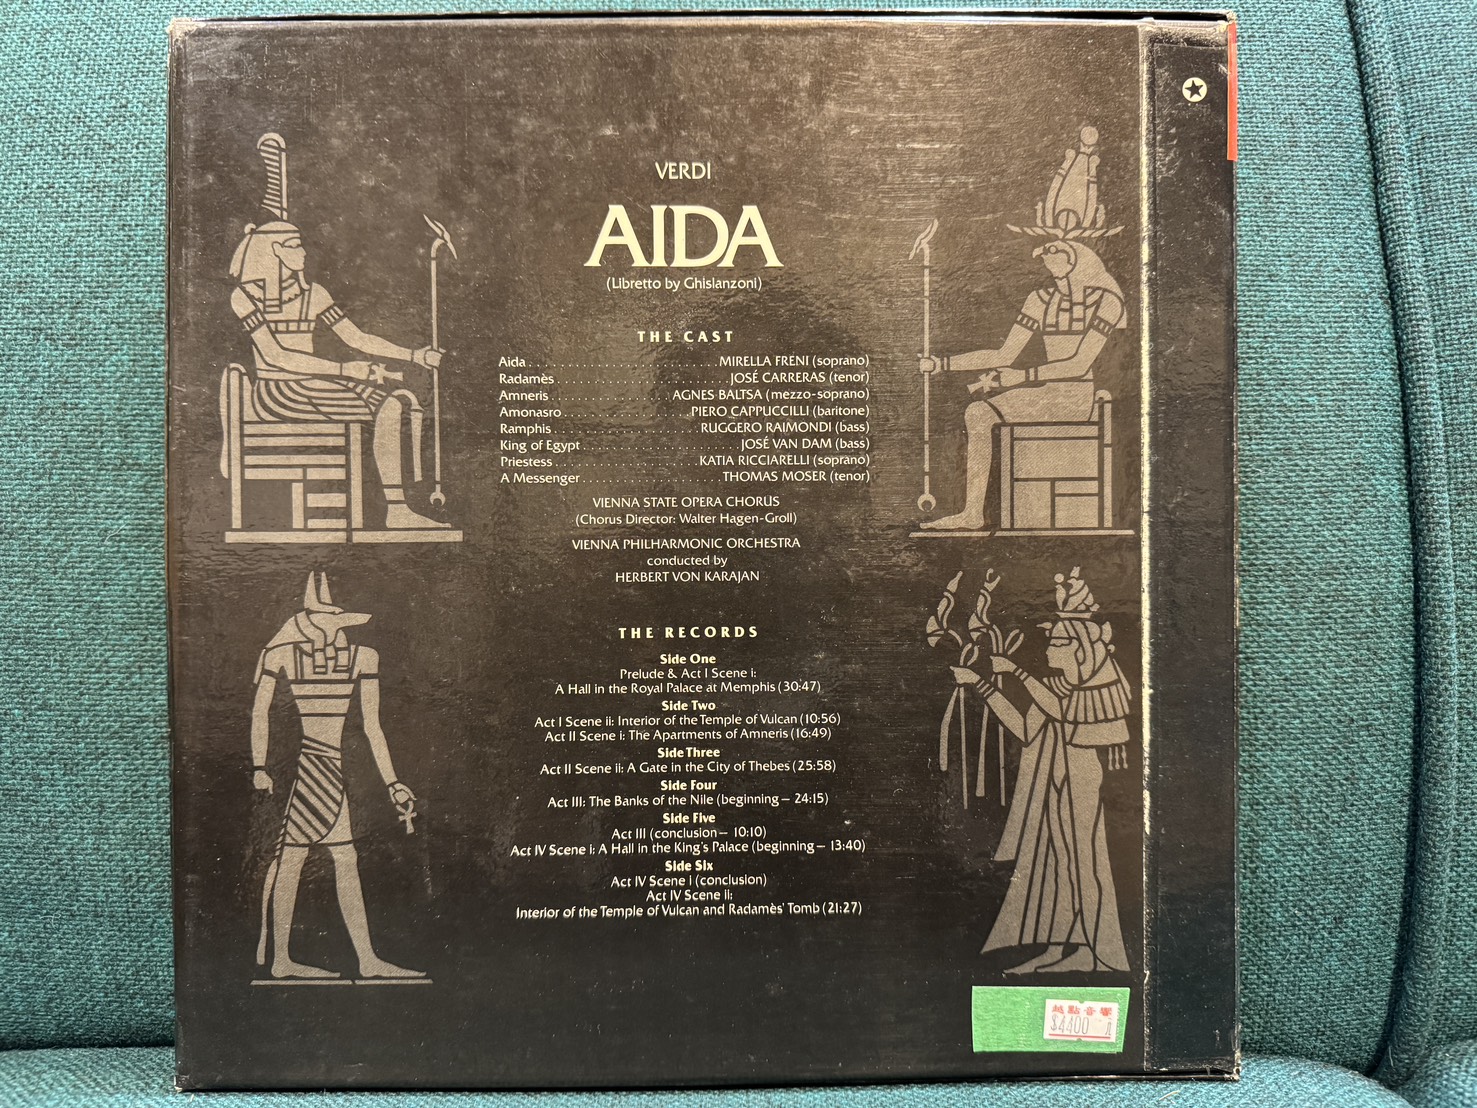 VERDI
AIDA
(Libretto by Ghislanzoni)
THE CAST
Aida . . . . . . . . . . . . . . . . . . . . . . . . . . MIRELLA FRENI (soprano)
Radamès . . . . . . . . . . . . . . . . . . . . . . . JOSÉ CARRERAS (tenor)
Amneris . . . . . . . . . . . . . . . . . AGNES BALTSA (mezzo-soprano)
Amonasro . . . . . . . . . . . . . . . . . PIERO CAPPUCCILLI (baritone)
Ramphis . . . . . . . . . . . . . . . . . . . . RUGGERO RAIMONDI (bass)
King of Egypt . . . . . . . . . . . . . . . . . . . . . JOSÉ VAN DAM (bass)
Priestess . . . . . . . . . . . . . . . . . . . . KATIA RICCIARELLI (soprano)
A Messenger . . . . . . . . . . . . . . . . . . . THOMAS MOSER (tenor)
VIENNA STATE OPERA CHORUS
(Chorus Director: Walter Hagen-Groll)
VIENNA PHILHARMONIC ORCHESTRA
conducted by
HERBERT VON KARAJAN
THE RECORDS
Side One
Prelude & Act I Scene i:
A Hall in the Royal Palace at Memphis (30:47)
Side Two
Act I Scene ii: Interior of the Temple of Vulcan (10:56)
Act II Scene i: The Apartments of Amneris (16:49)
Side Three
Act II Scene ii: A Gate in the City of Thebes (25:58)
Side Four
Act III: The Banks of the Nile (beginning – 24:15)
Side Five
Act III (conclusion – 10:10)
Act IV Scene i: A Hall in the King's Palace (beginning – 13:40)
Side Six
Act IV Scene I (conclusion)
Act IV Scene ii:
Interior of the Temple of Vulcan and Radamès' Tomb (21:27)
越點音響
$4400 元